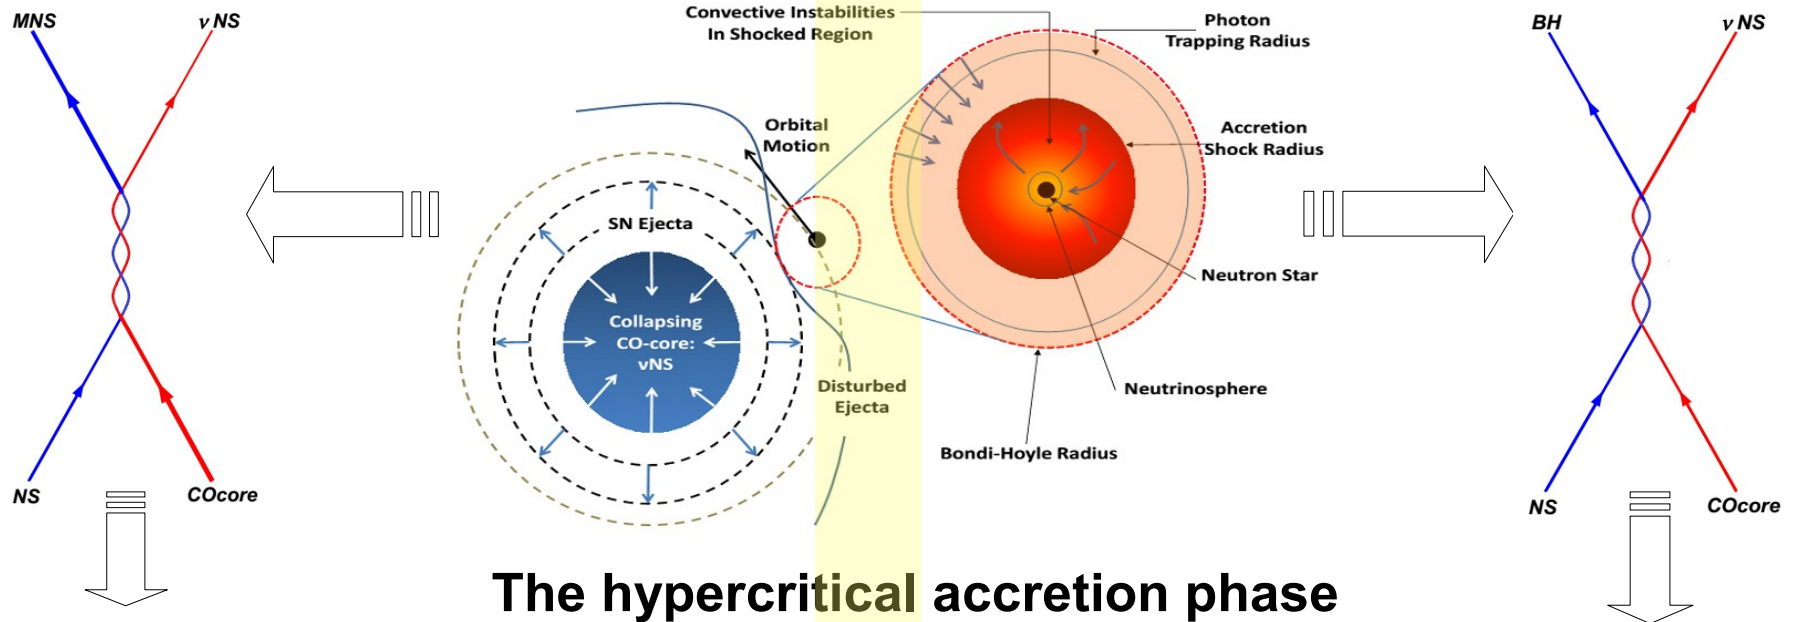 MNS
ν NS
NS
COcore
Convective Instabilities
In Shocked Region
Photon
Trapping Radius
Orbital
Motion
Accretion
Shock Radius
SN Ejecta
Neutron Star
Collapsing
CO-core:
νNS
Disturbed
Ejecta
Neutrinosphere
Bondi-Hoyle Radius
BH
ν NS
NS
COcore
The hypercritical accretion phase